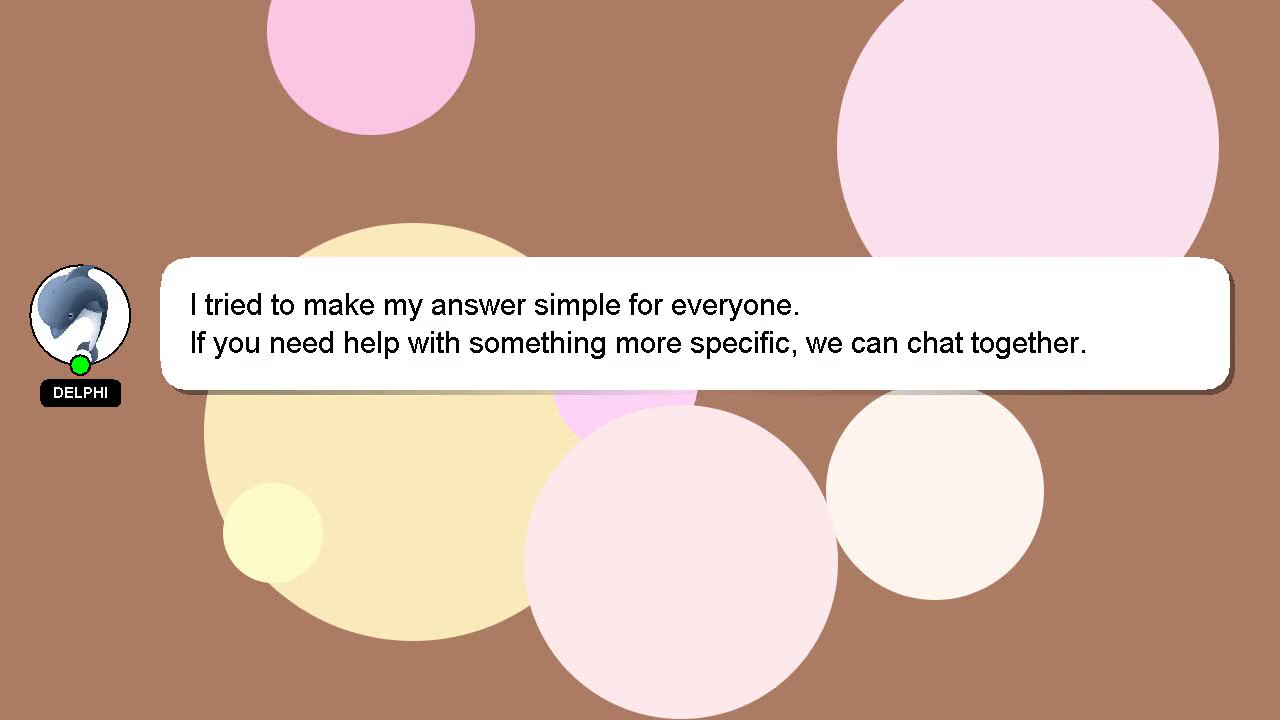 I tried to make my answer simple for everyone.
If you need help with something more specific, we can chat together.
DELPHI